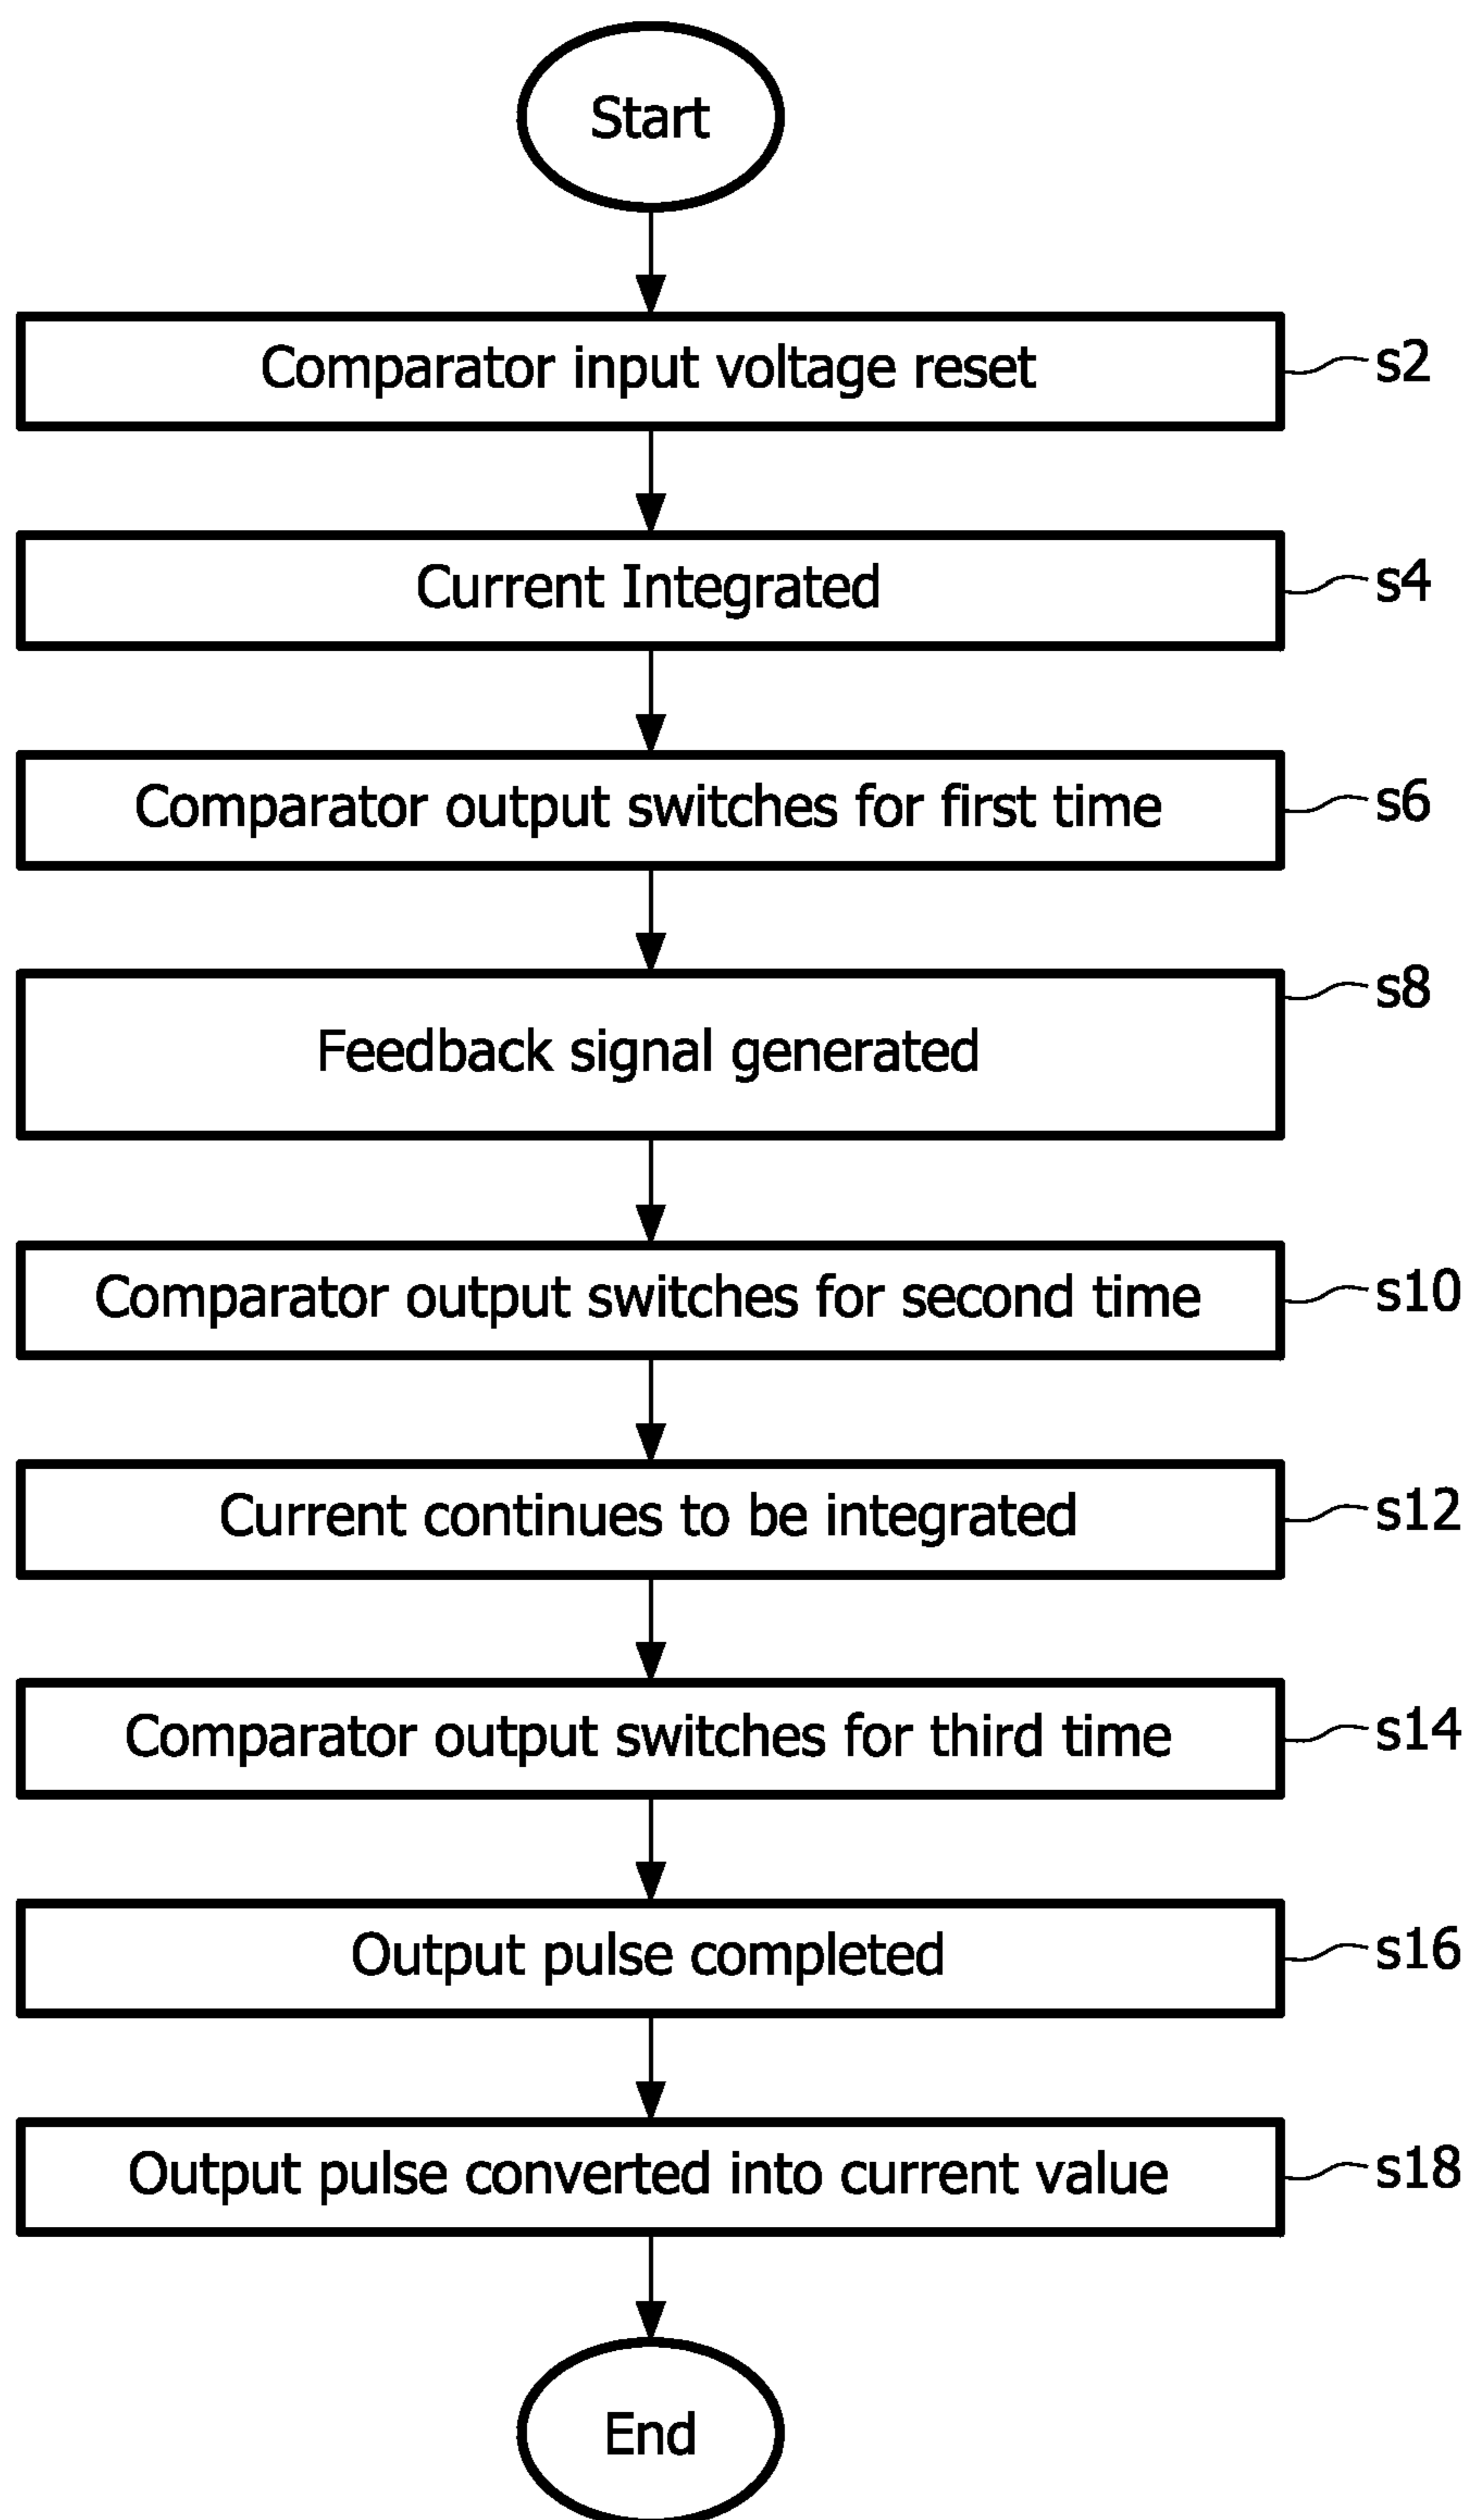 Start
Comparator input voltage reset
s2
Current Integrated
s4
Comparator output switches for first time
s6
Feedback signal generated
s8
Comparator output switches for second time
s10
Current continues to be integrated
s12
Comparator output switches for third time
s14
Output pulse completed
s16
Output pulse converted into current value
s18
End